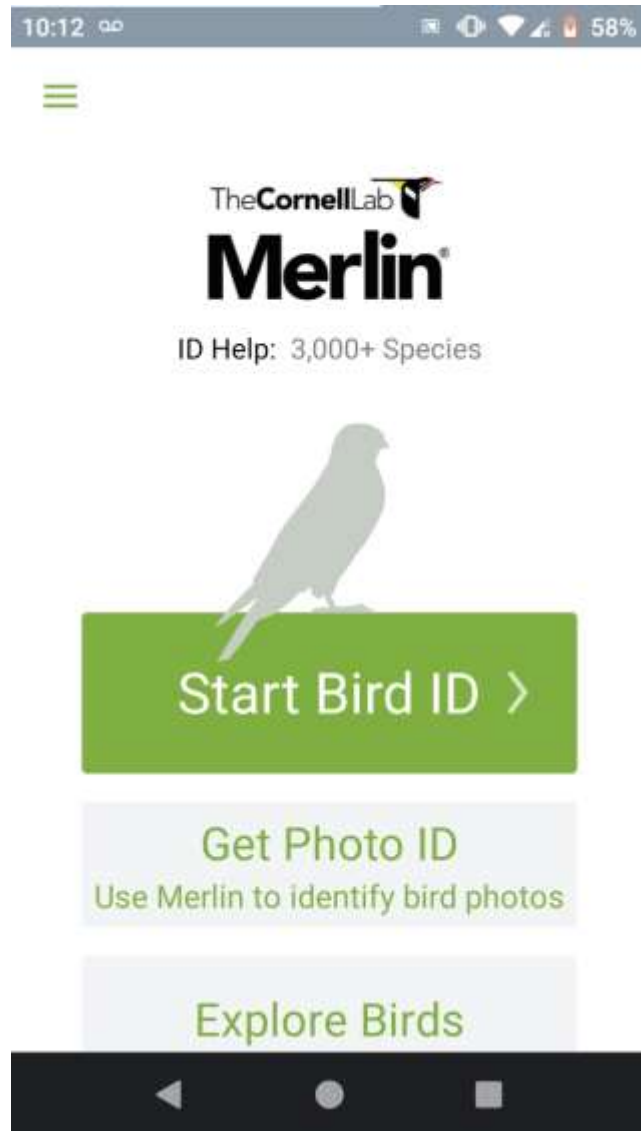 10:12
58%
TheCornellLab
Merlin®
ID Help: 3,000+ Species
Start Bird ID
Get Photo ID
Use Merlin to identify bird photos
Explore Birds